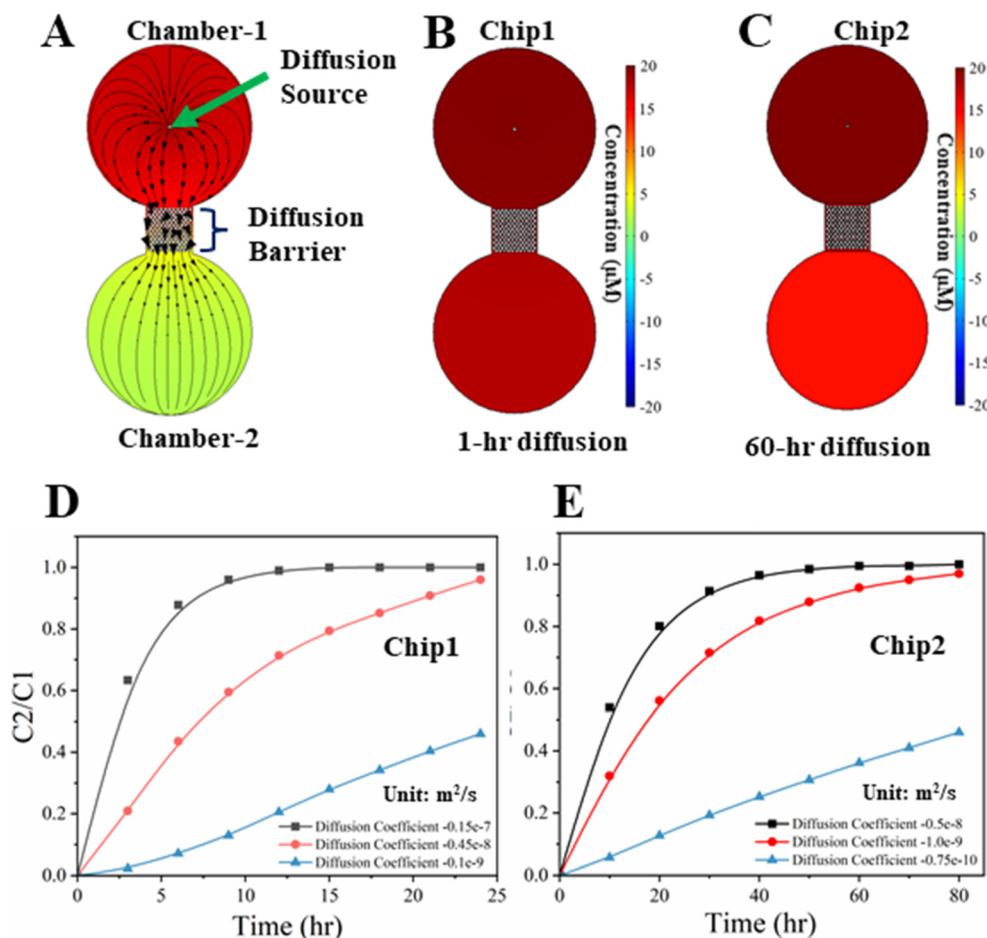 A
Chamber-1
Diffusion
Source
Diffusion
Barrier
Chamber-2
B
Chip1
20
15
10
5
0
-5
-10
-15
-20
Concentration (µM)
1-hr diffusion
C
Chip2
20
15
10
5
0
-5
-10
-15
-20
Concentration (µM)
60-hr diffusion
D
C2/C1
1.0
0.8
0.6
0.4
0.2
0.0
Chip1
Unit: m²/s
Diffusion Coefficient -0.15e-7
Diffusion Coefficient -0.45e-8
Diffusion Coefficient -0.1e-9
0 5 10 15 20 25
Time (hr)
E
1.0
0.8
0.6
0.4
0.2
0.0
Chip2
Unit: m²/s
Diffusion Coefficient -0.5e-8
Diffusion Coefficient -1.0e-9
Diffusion Coefficient -0.75e-10
0 20 40 60 80
Time (hr)